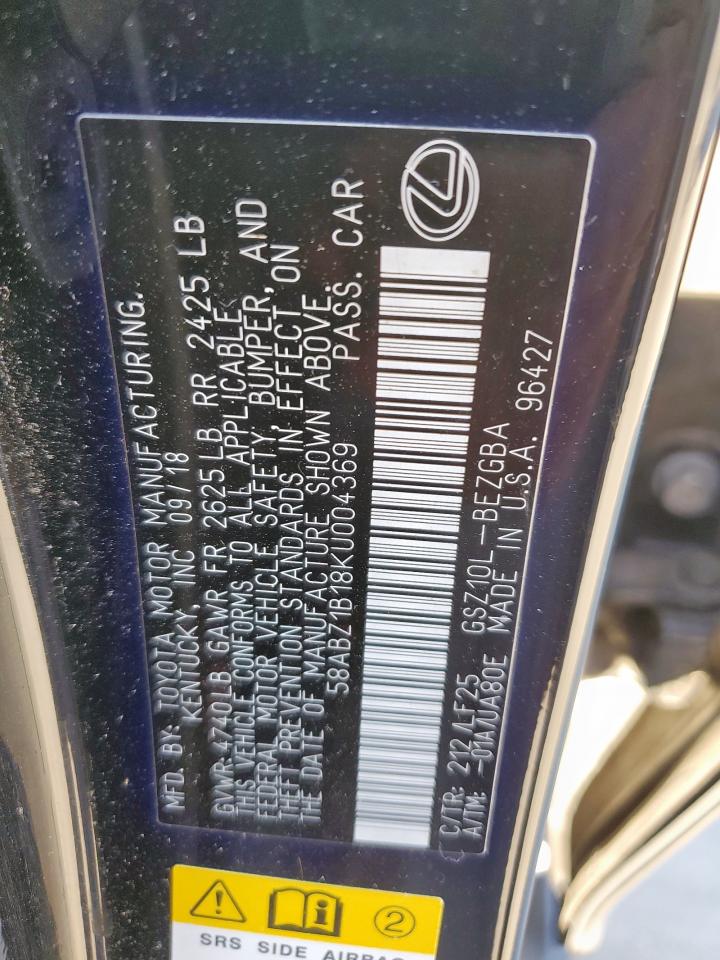 MFD. BY: TOYOTA MOTOR MANUFACTURING.
KENTUCKY, INC 09/18
GVWR 4740LB GAWR FR 2625 LB RR 2425 LB
THIS VEHICLE CONFORMS TO ALL APPLICABLE
FEDERAL MOTOR VEHICLE SAFETY, BUMPER, AND
THEFT PREVENTION STANDARDS IN EFFECT ON
THE DATE OF MANUFACTURE SHOWN ABOVE.
58ABZ1B18KU004369 PASS. CAR
C/TR: 212/LF25 GSZ10L-BEZGBA
A/TM: -01A/UA80E MADE IN U.S.A. 96427
2
SRS SIDE AIRBAG